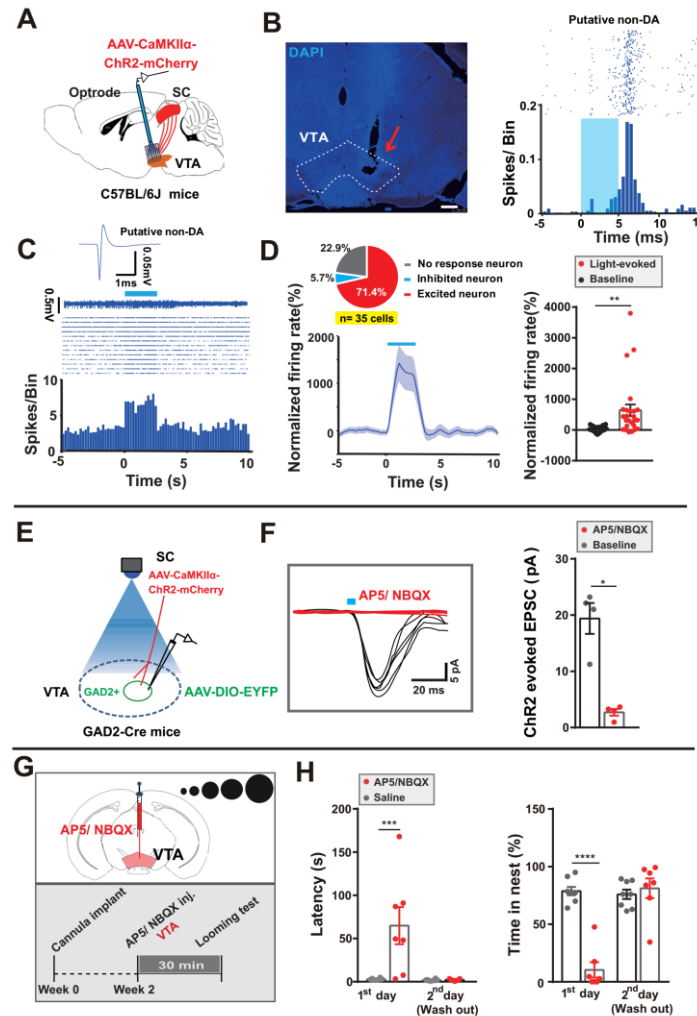 A
AAV-CaMKIIα-
ChR2-mCherry
Optrode
SC
VTA
C57BL/6J mice
B
DAPI
VTA
Putative non-DA
Spikes/ Bin
0.2
0.1
0
-5 0 5 10 1
Time (ms)
C
Putative non-DA
0.05mV
1ms
0.5mV
Spikes/Bin
10
5
0
-5 0 5 10
Time (s)
D
22.9%
5.7%
71.4%
No response neuron
Inhibited neuron
Excited neuron
n= 35 cells
Normalized firing rate(%)
2000
1000
0
-1000
-5 0 5 10
Time (s)
Light-evoked
Baseline
**
Normalized firing rate(%)
4000
3000
2000
1000
0
-1000
E
SC
AAV-CaMKIIα-
ChR2-mCherry
VTA
GAD2+
AAV-DIO-EYFP
GAD2-Cre mice
F
AP5/ NBQX
5 pA
20 ms
AP5/NBQX
Baseline
*
ChR2 evoked EPSC (pA)
30
20
10
0
G
AP5/ NBQX
VTA
Cannula implant
AP5/ NBQX inj.
VTA
Looming test
30 min
Week 0
Week 2
H
AP5/NBQX
Saline
***
Latency (s)
200
150
100
50
0
1st day
2nd day
(Wash out)
****
Time in nest (%)
150
100
50
0
1st day
2nd day
(Wash out)